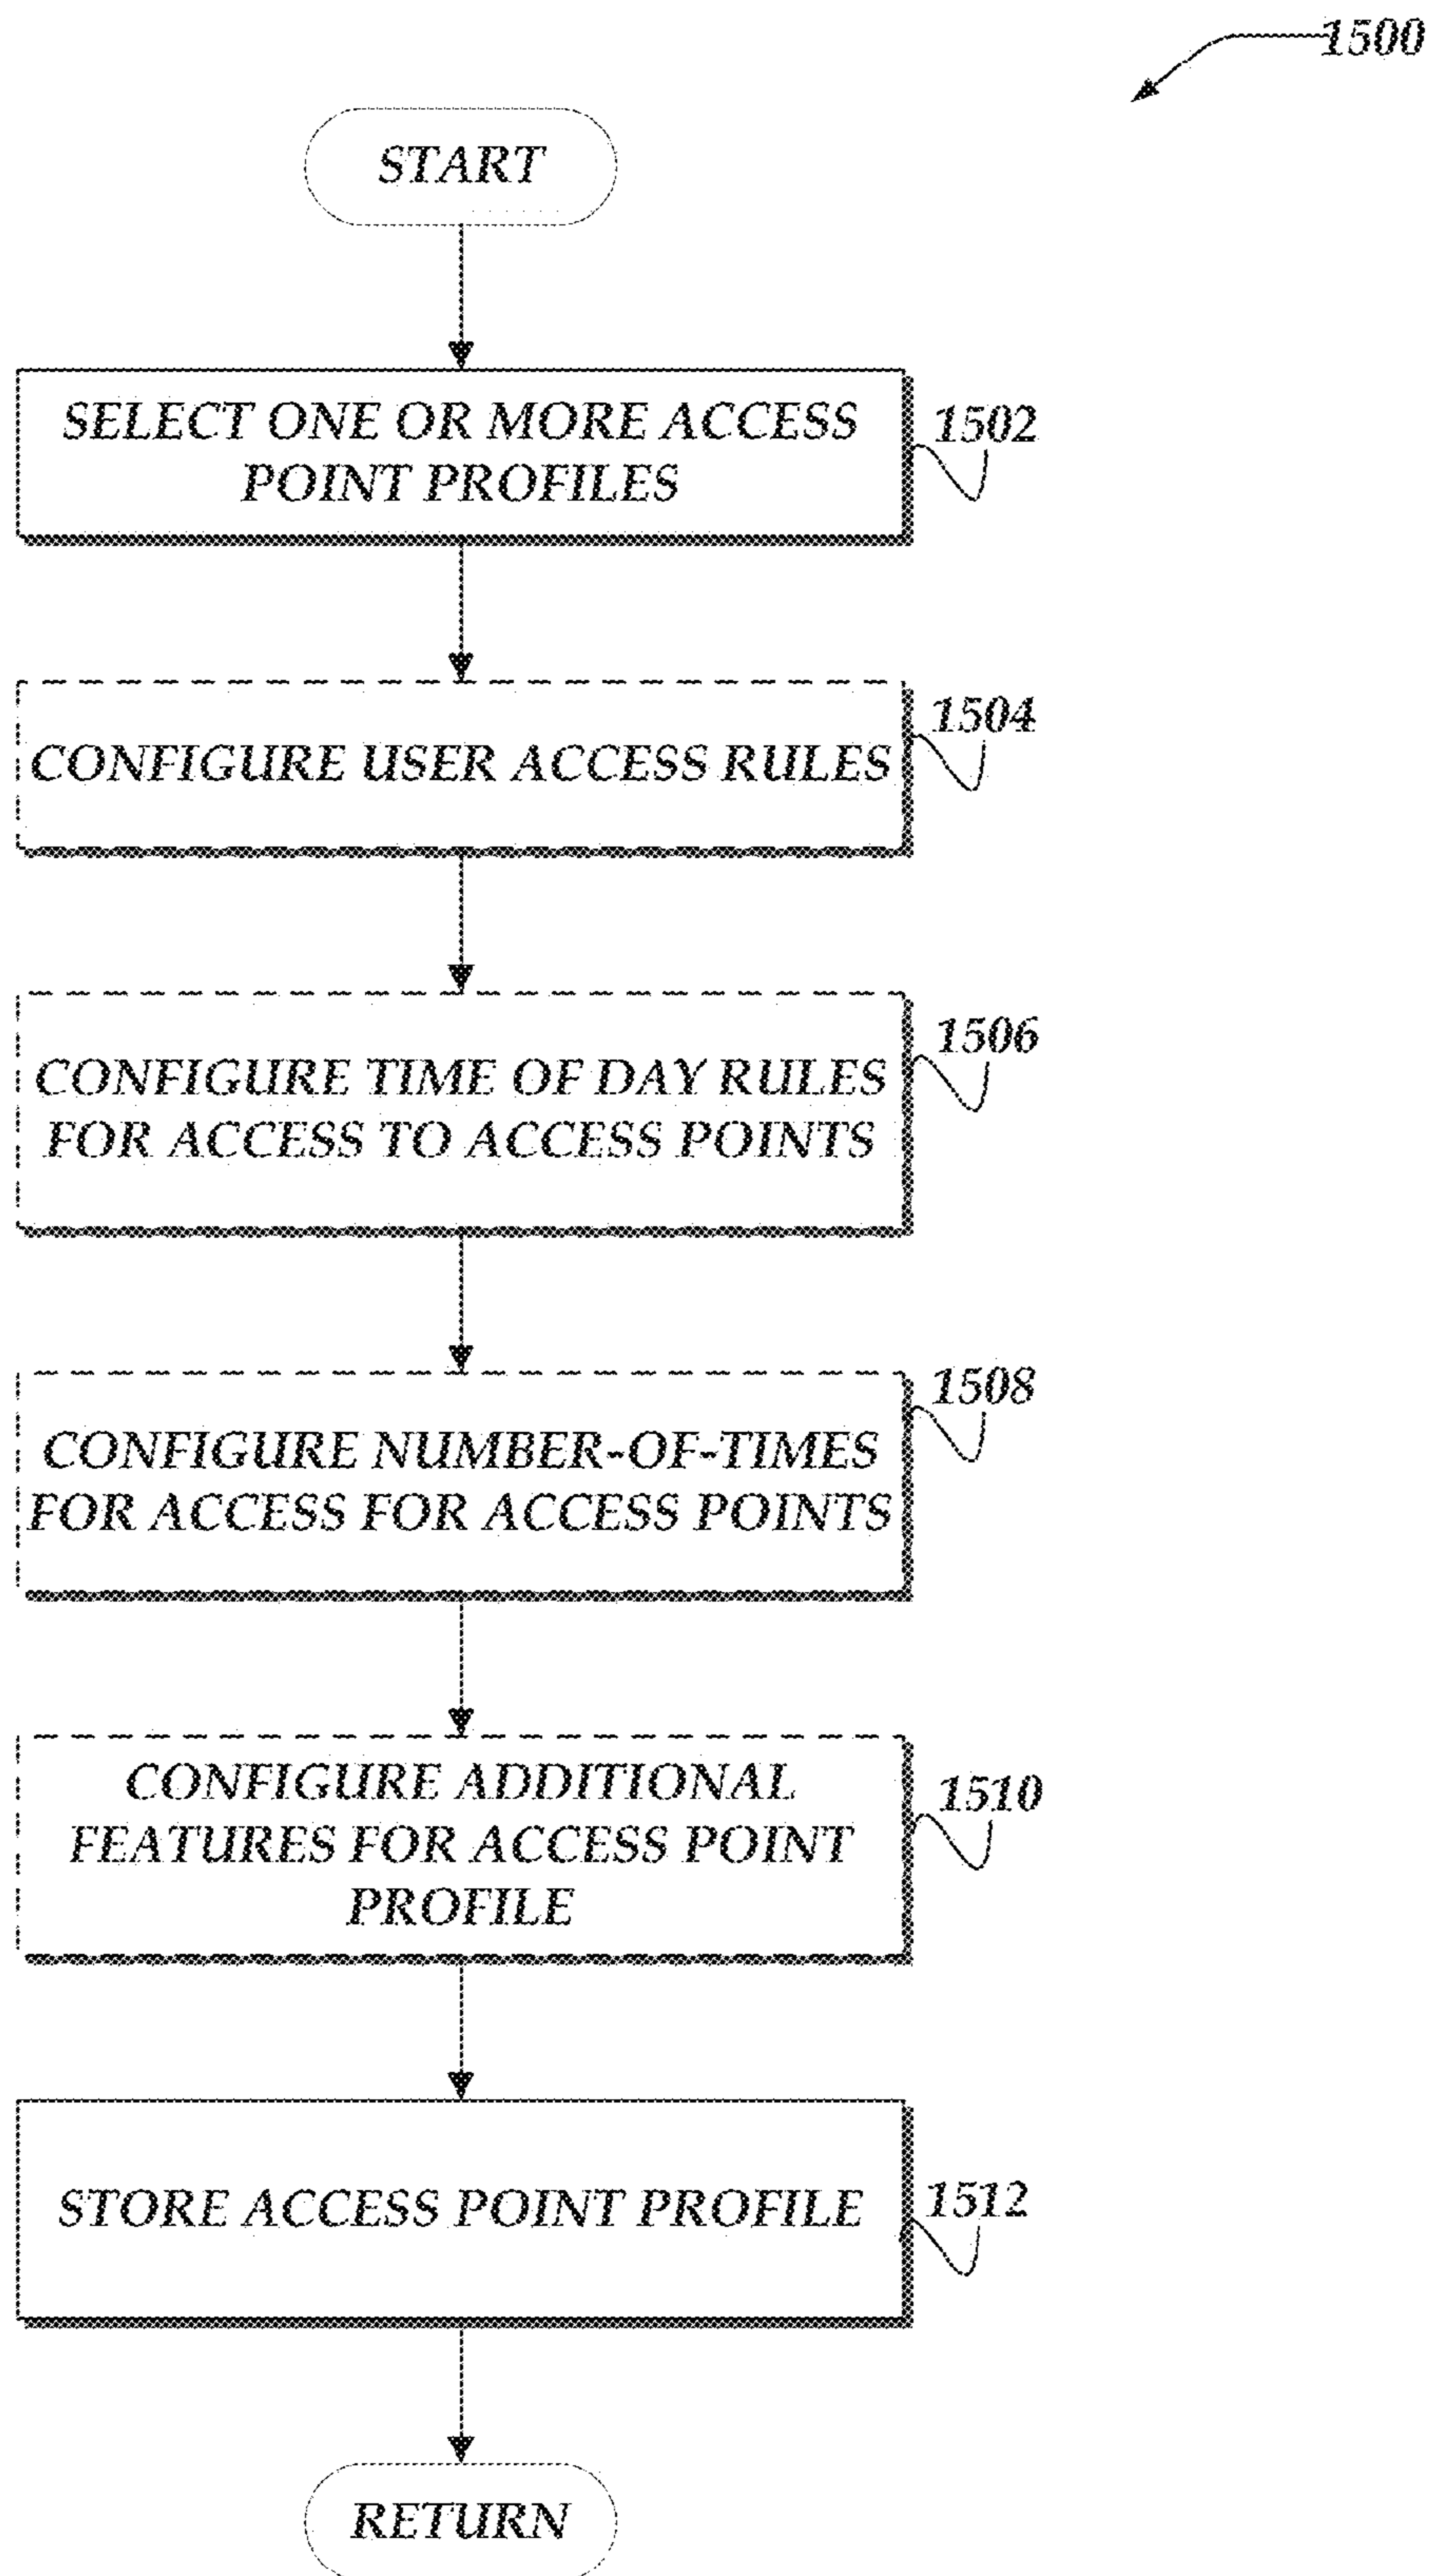 1500
START
SELECT ONE OR MORE ACCESS
POINT PROFILES
1502
CONFIGURE USER ACCESS RULES
1504
CONFIGURE TIME OF DAY RULES
FOR ACCESS TO ACCESS POINTS
1506
CONFIGURE NUMBER-OF-TIMES
FOR ACCESS FOR ACCESS POINTS
1508
CONFIGURE ADDITIONAL
FEATURES FOR ACCESS POINT
PROFILE
1510
STORE ACCESS POINT PROFILE
1512
RETURN